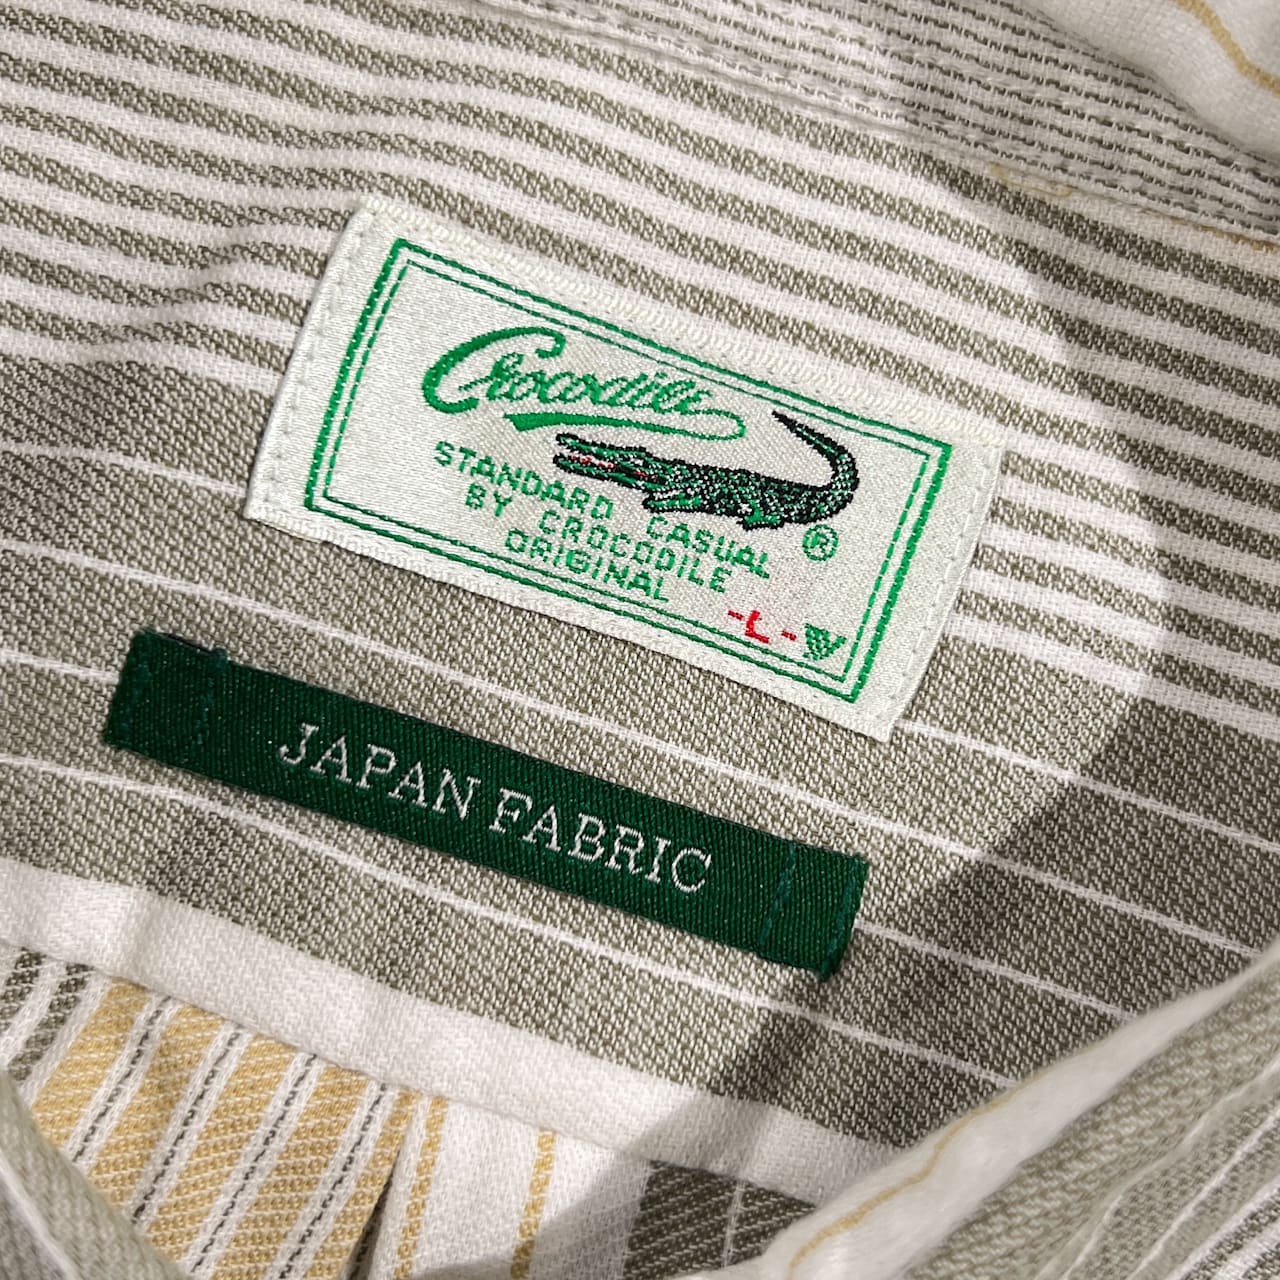 Crocodile
STANDARD CASUAL
BY CROCODILE
ORIGINAL
®
-L-
JAPAN FABRIC